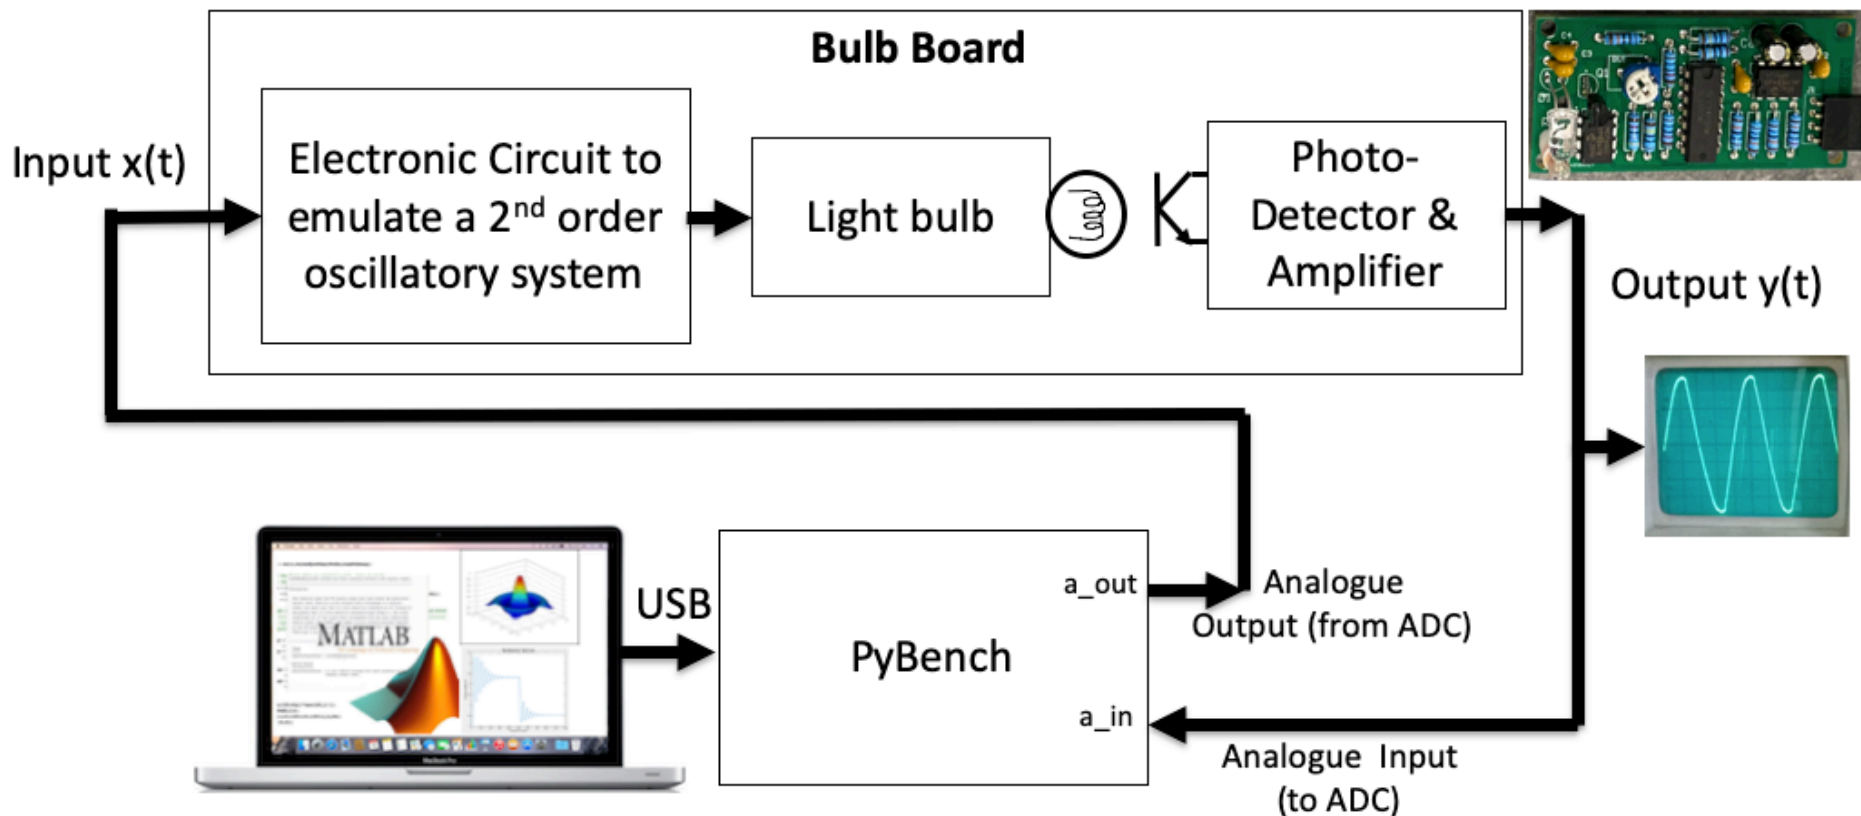 Bulb Board
Input x(t)
Electronic Circuit to
emulate a 2nd order
oscillatory system
Light bulb
Photo-
Detector &
Amplifier
Output y(t)
MATLAB
USB
PyBench
a_out
a_in
Analogue
Output (from ADC)
Analogue Input
(to ADC)